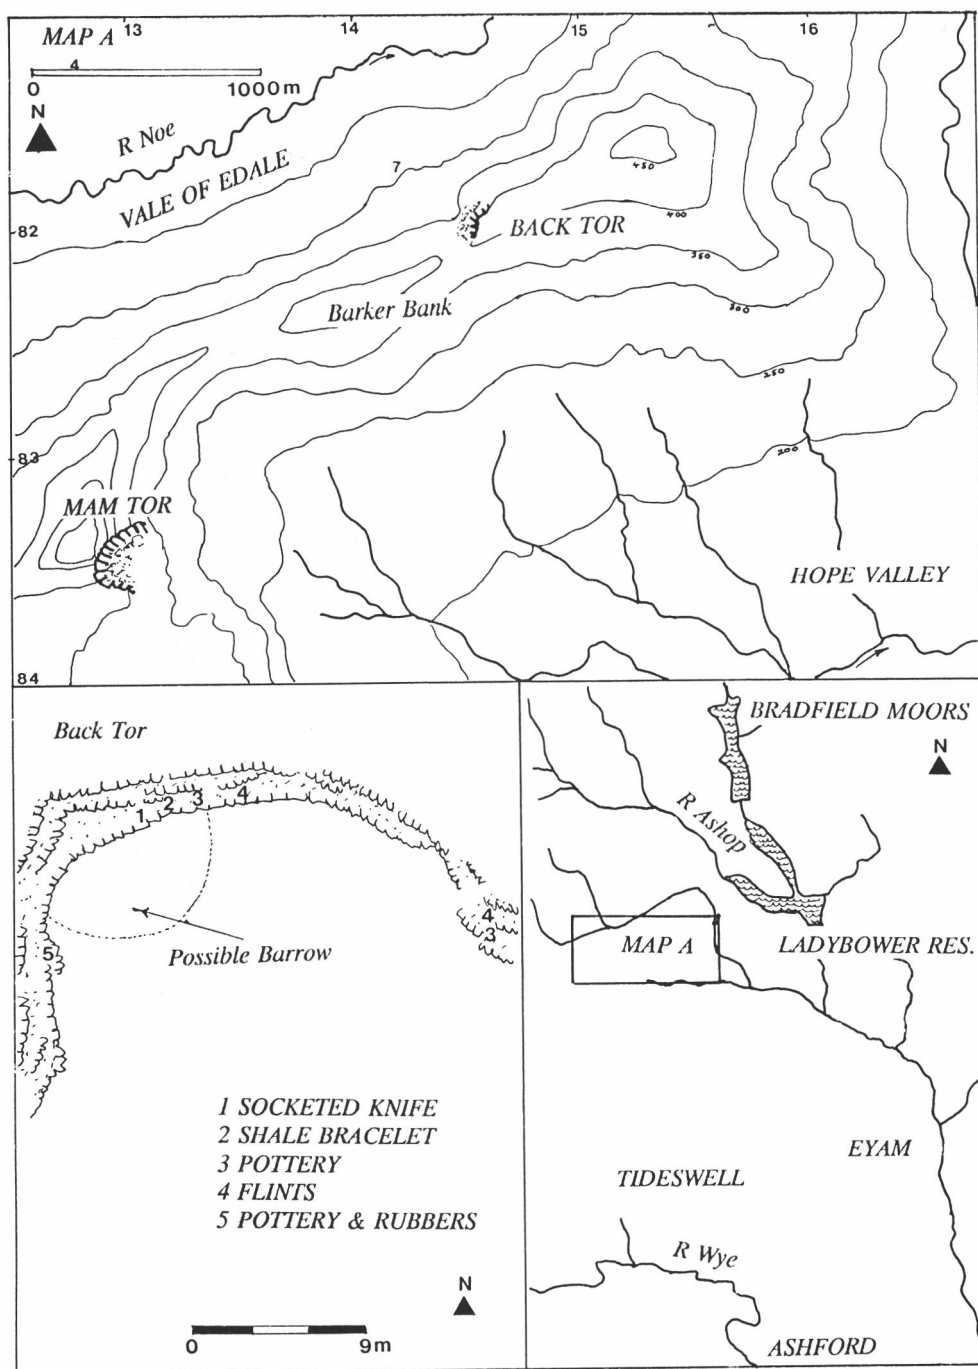 MAP A
13
14
15
16
4
0
1000m
N
R Noe
VALE OF EDALE
7
450
82
BACK TOR
400
350
Barker Bank
300
250
83
200
MAM TOR
HOPE VALLEY
84
Back Tor
1
2
3
4
4
3
5
Possible Barrow
1 SOCKETED KNIFE
2 SHALE BRACELET
3 POTTERY
4 FLINTS
5 POTTERY & RUBBERS
N
0
9m
BRADFIELD MOORS
N
R Ashop
MAP A
LADYBOWER RES.
EYAM
TIDESWELL
R Wye
ASHFORD